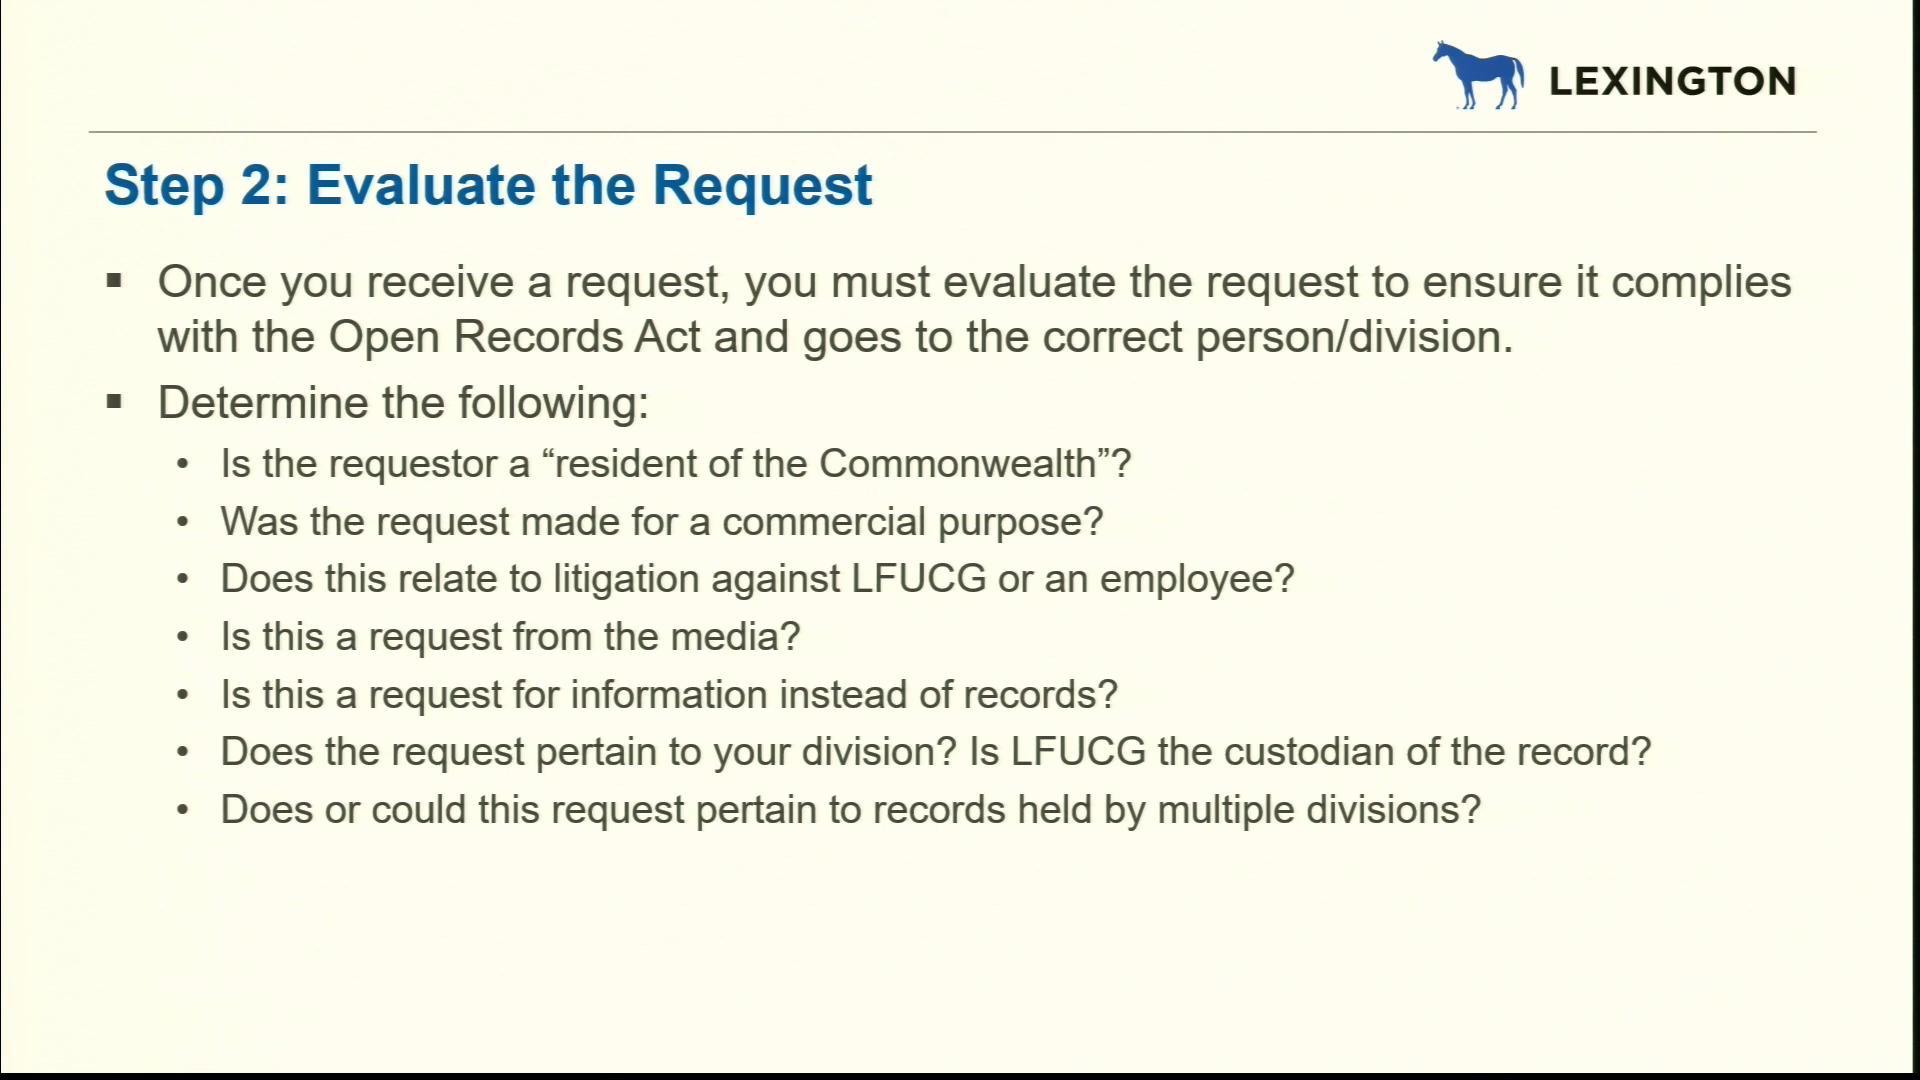 LEXINGTON
Step 2: Evaluate the Request
▪ Once you receive a request, you must evaluate the request to ensure it complies
with the Open Records Act and goes to the correct person/division.
▪ Determine the following:
• Is the requestor a “resident of the Commonwealth”?
• Was the request made for a commercial purpose?
• Does this relate to litigation against LFUCG or an employee?
• Is this a request from the media?
• Is this a request for information instead of records?
• Does the request pertain to your division? Is LFUCG the custodian of the record?
• Does or could this request pertain to records held by multiple divisions?